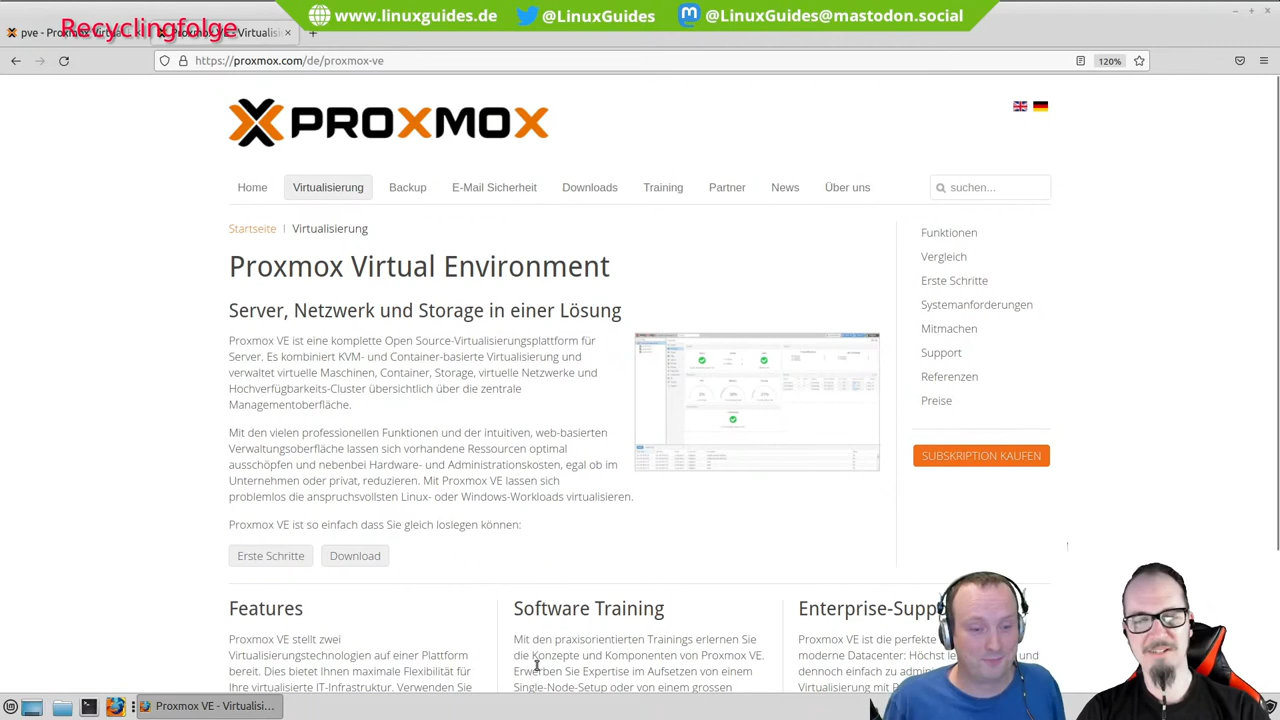 www.linuxguides.de @LinuxGuides @LinuxGuides@mastodon.social
Recyclingfolge
https://proxmox.com/de/proxmox-ve
120%
PROXMOX
Home Virtualisierung Backup E-Mail Sicherheit Downloads Training Partner News Über uns
suchen...
Startseite | Virtualisierung
Proxmox Virtual Environment
Server, Netzwerk und Storage in einer Lösung
Proxmox VE ist eine komplette Open Source-Virtualisierungsplattform für
Server. Es kombiniert KVM- und Container-basierte Virtualisierung und
verwaltet virtuelle Maschinen, Container, Storage, virtuelle Netzwerke und
Hochverfügbarkeits-Cluster übersichtlich über die zentrale
Managementoberfläche.
Mit den vielen professionellen Funktionen und der intuitiven, web-basierten
Verwaltungsoberfläche lassen sich vorhandene Ressourcen optimal
ausschöpfen und nebenbei und Administrationskosten, egal ob im
Unternehmen oder privat, reduzieren. Mit Proxmox VE lassen sich
problemlos die anspruchsvollsten Linux- oder Windows-Workloads virtualisieren.
Proxmox VE ist so einfach dass Sie gleich loslegen können:
Erste Schritte Download
Funktionen
Vergleich
Erste Schritte
Systemanforderungen
Mitmachen
Support
Referenzen
Preise
SUBSKRIPTION KAUFEN
Features
Proxmox VE stellt zwei
Virtualisierungstechnologien auf einer Plattform
bereit. Dies bietet Ihnen maximale Flexibilität für
Ihre virtualisierte IT-Infrastruktur. Verwenden Sie
Software Training
Mit den praxisorientierten Trainings erlernen Sie
die Konzepte und Komponenten von Proxmox VE.
Erwerben Sie Expertise im Aufsetzen von einem
Single-Node-Setup oder von einem grossen
Enterprise-Supp
Proxmox VE ist die perfekte
moderne Datacenter: Höchst
dennoch einfach zu
Virtualisierung mit
Proxmox VE - Virtualisi...